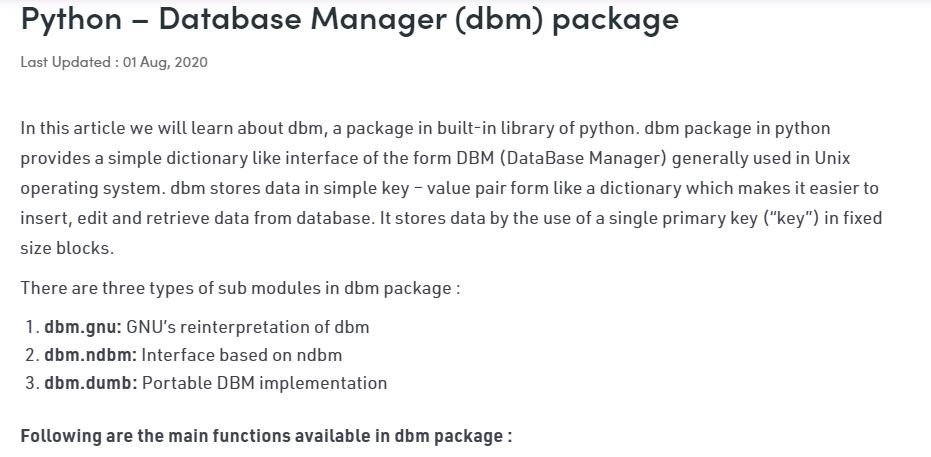 Python – Database Manager (dbm) package
Last Updated : 01 Aug, 2020
In this article we will learn about dbm, a package in built-in library of python. dbm package in python
provides a simple dictionary like interface of the form DBM (DataBase Manager) generally used in Unix
operating system. dbm stores data in simple key – value pair form like a dictionary which makes it easier to
insert, edit and retrieve data from database. It stores data by the use of a single primary key (“key”) in fixed
size blocks.
There are three types of sub modules in dbm package :
1. dbm.gnu: GNU’s reinterpretation of dbm
2. dbm.ndbm: Interface based on ndbm
3. dbm.dumb: Portable DBM implementation
Following are the main functions available in dbm package :